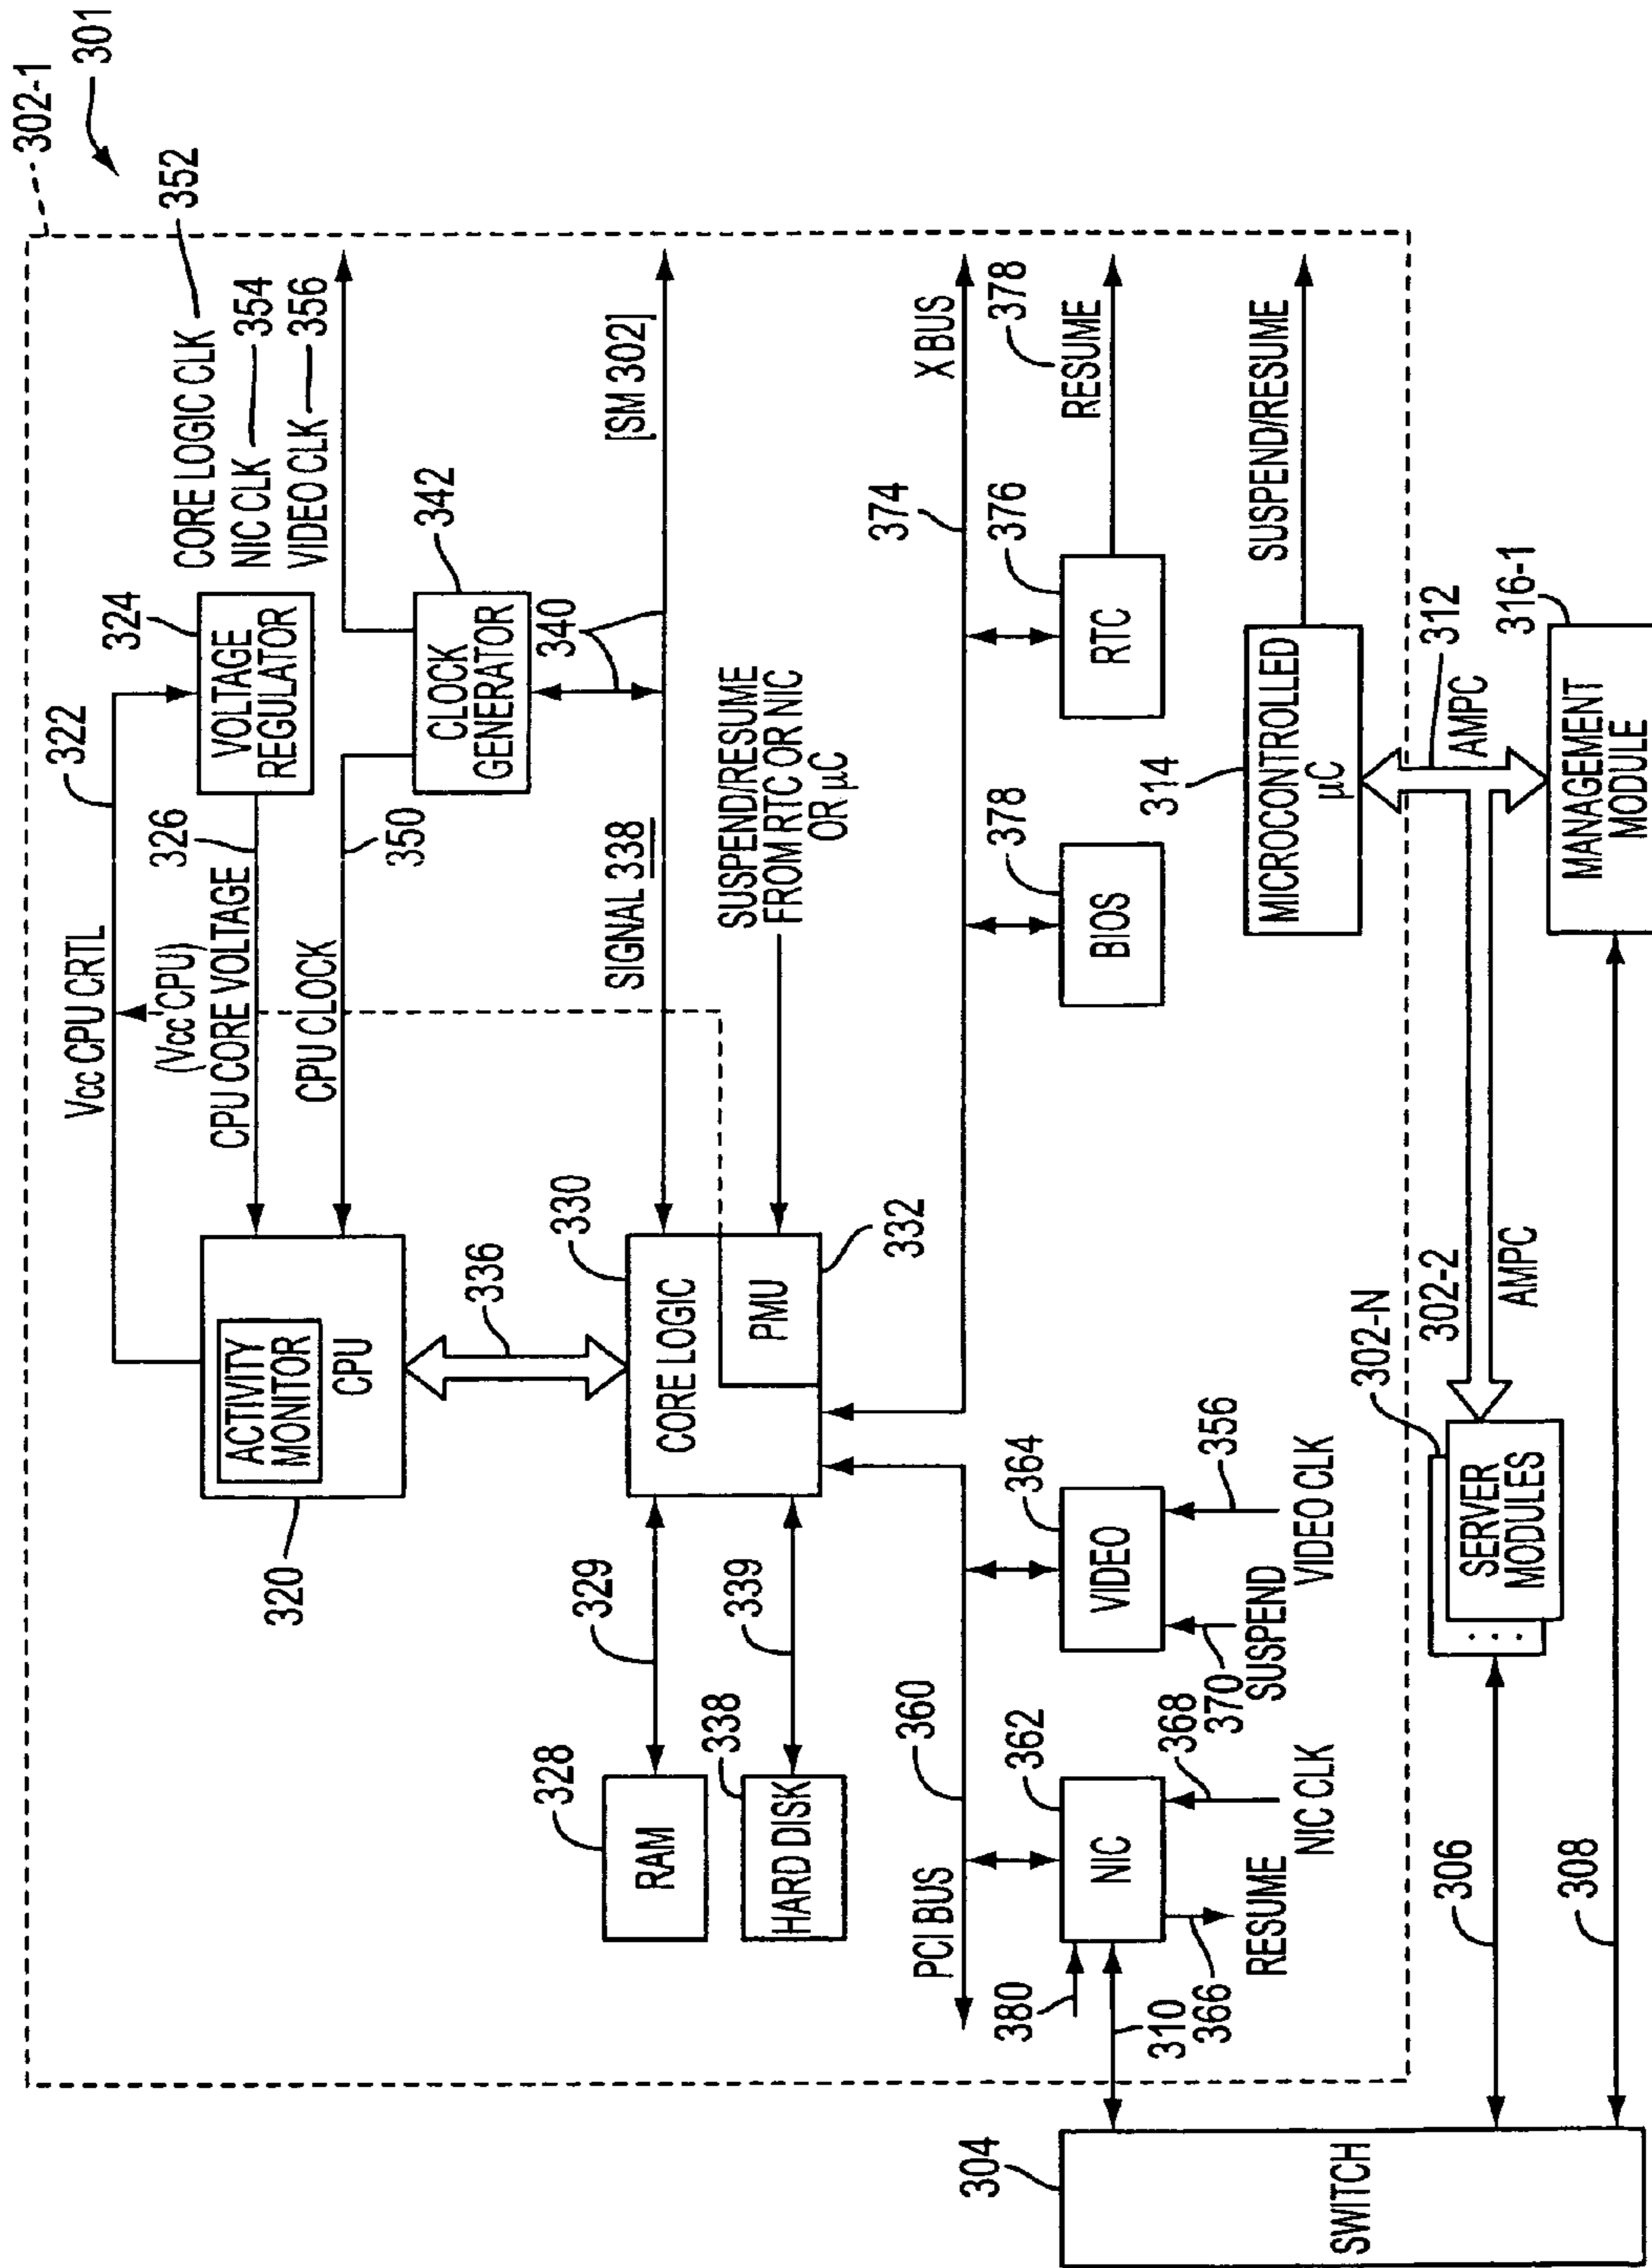 302-1
301
CORE LOGIC CLK 352
NIC CLK 354
VIDEO CLK 356
322
Vcc CPU CRTL
324
VOLTAGE
REGULATOR
326
(Vcc CPU)
CPU CORE VOLTAGE
350
CPU CLOCK
342
CLOCK
GENERATOR
340
[SM 302]
SIGNAL 338
SUSPEND/RESUME
FROM RTC OR NIC
OR µC
ACTIVITY
MONITOR
CPU
320
336
330
CORE LOGIC
PMU
332
329
328
RAM
339
338
HARD DISK
374
X BUS
360
PCI BUS
362
NIC
364
VIDEO
356
VIDEO CLK
370
SUSPEND
368
NIC CLK
366
RESUME
380
310
378
BIOS
376
RTC
378
RESUME
314
MICROCONTROLLED
µC
SUSPEND/RESUME
312
AMPC
316-1
MANAGEMENT
MODULE
302-2
AMPC
302-N
SERVER
MODULES
...
306
308
304
SWITCH